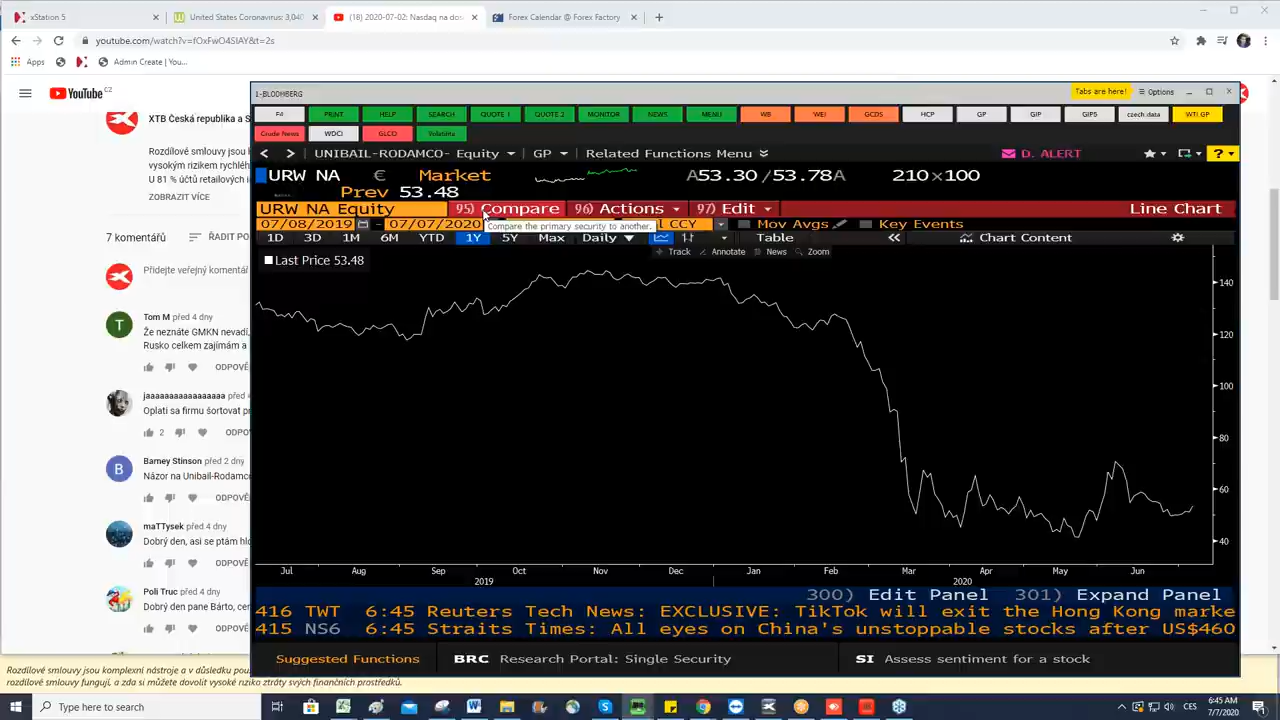 xStation 5
United States Coronavirus: 3,040
(18) 2020-07-02: Nasdaq na dos
Forex Calendar @ Forex Factory
youtube.com/watch?v=fOxFwO4SIAY&t=2s
Apps
Admin Create | You...
YouTube CZ
XTB Česká republika a S
Rozdílové smlouvy jsou
vysokým rizikem rychléh
U 81 % účtů retailových i
ZOBRAZIT VÍCE
7 komentářů
ŘADIT PO
Přidejte veřejný komentář
Tom M před 4 dny
Že neznáte GMKN nevadí,
Rusko celkem zajímám a
ODPOVĚ
jaaaaaaaaaaaaaaaaa před 4
Oplati sa firmu šortovat pr
2
ODPO
Barney Stinson před 2 dny
Názor na Unibail-Rodamco
ODPOVĚ
maTTysek před 4 dny
Dobrý den, asi se ptám hlo
ODPOVĚ
Poli Truc před 4 dny
Dobrý den pane Bárto, cen
ODPOVĚ
1-BLOOMBERG
Tabs are here!
Options
F4 PRINT HELP SEARCH QUOTE 1 QUOTE 2 MONITOR NEWS MENU WB WEI GCDS HCP GP GIP GIPS czech data WTI GP
Crude News WDCI GLCO Volatilita
UNIBAIL-RODAMCO- Equity GP Related Functions Menu
D. ALERT
?
URW NA € Market A53.30 /53.78A 210×100
Prev 53.48
URW NA Equity 95) Compare 96) Actions 97) Edit Line Chart
07/08/2019 - 07/07/2020 l CCY Mov Avgs Key Events
Compare the primary security to another.
1D 3D 1M 6M YTD 1Y 5Y Max Daily Table Chart Content
Track Annotate News Zoom
Last Price 53.48
140
120
100
80
60
40
Jul Aug Sep Oct Nov Dec Jan Feb Mar Apr May Jun
2019 2020
300) Edit Panel 301) Expand Panel
416 TWT 6:45 Reuters Tech News: EXCLUSIVE: TikTok will exit the Hong Kong marke
415 NS6 6:45 Straits Times: All eyes on China's unstoppable stocks after US$460
Suggested Functions BRC Research Portal: Single Security SI Assess sentiment for a stock
Rozdílové smlouvy jsou komplexní nástroje a v důsledku pou
rozdílové smlouvy fungují, a zda si můžete dovolit vysoké riziko ztráty svých finančních prostředků.
Type here to search
CES
6:45 AM
7/7/2020